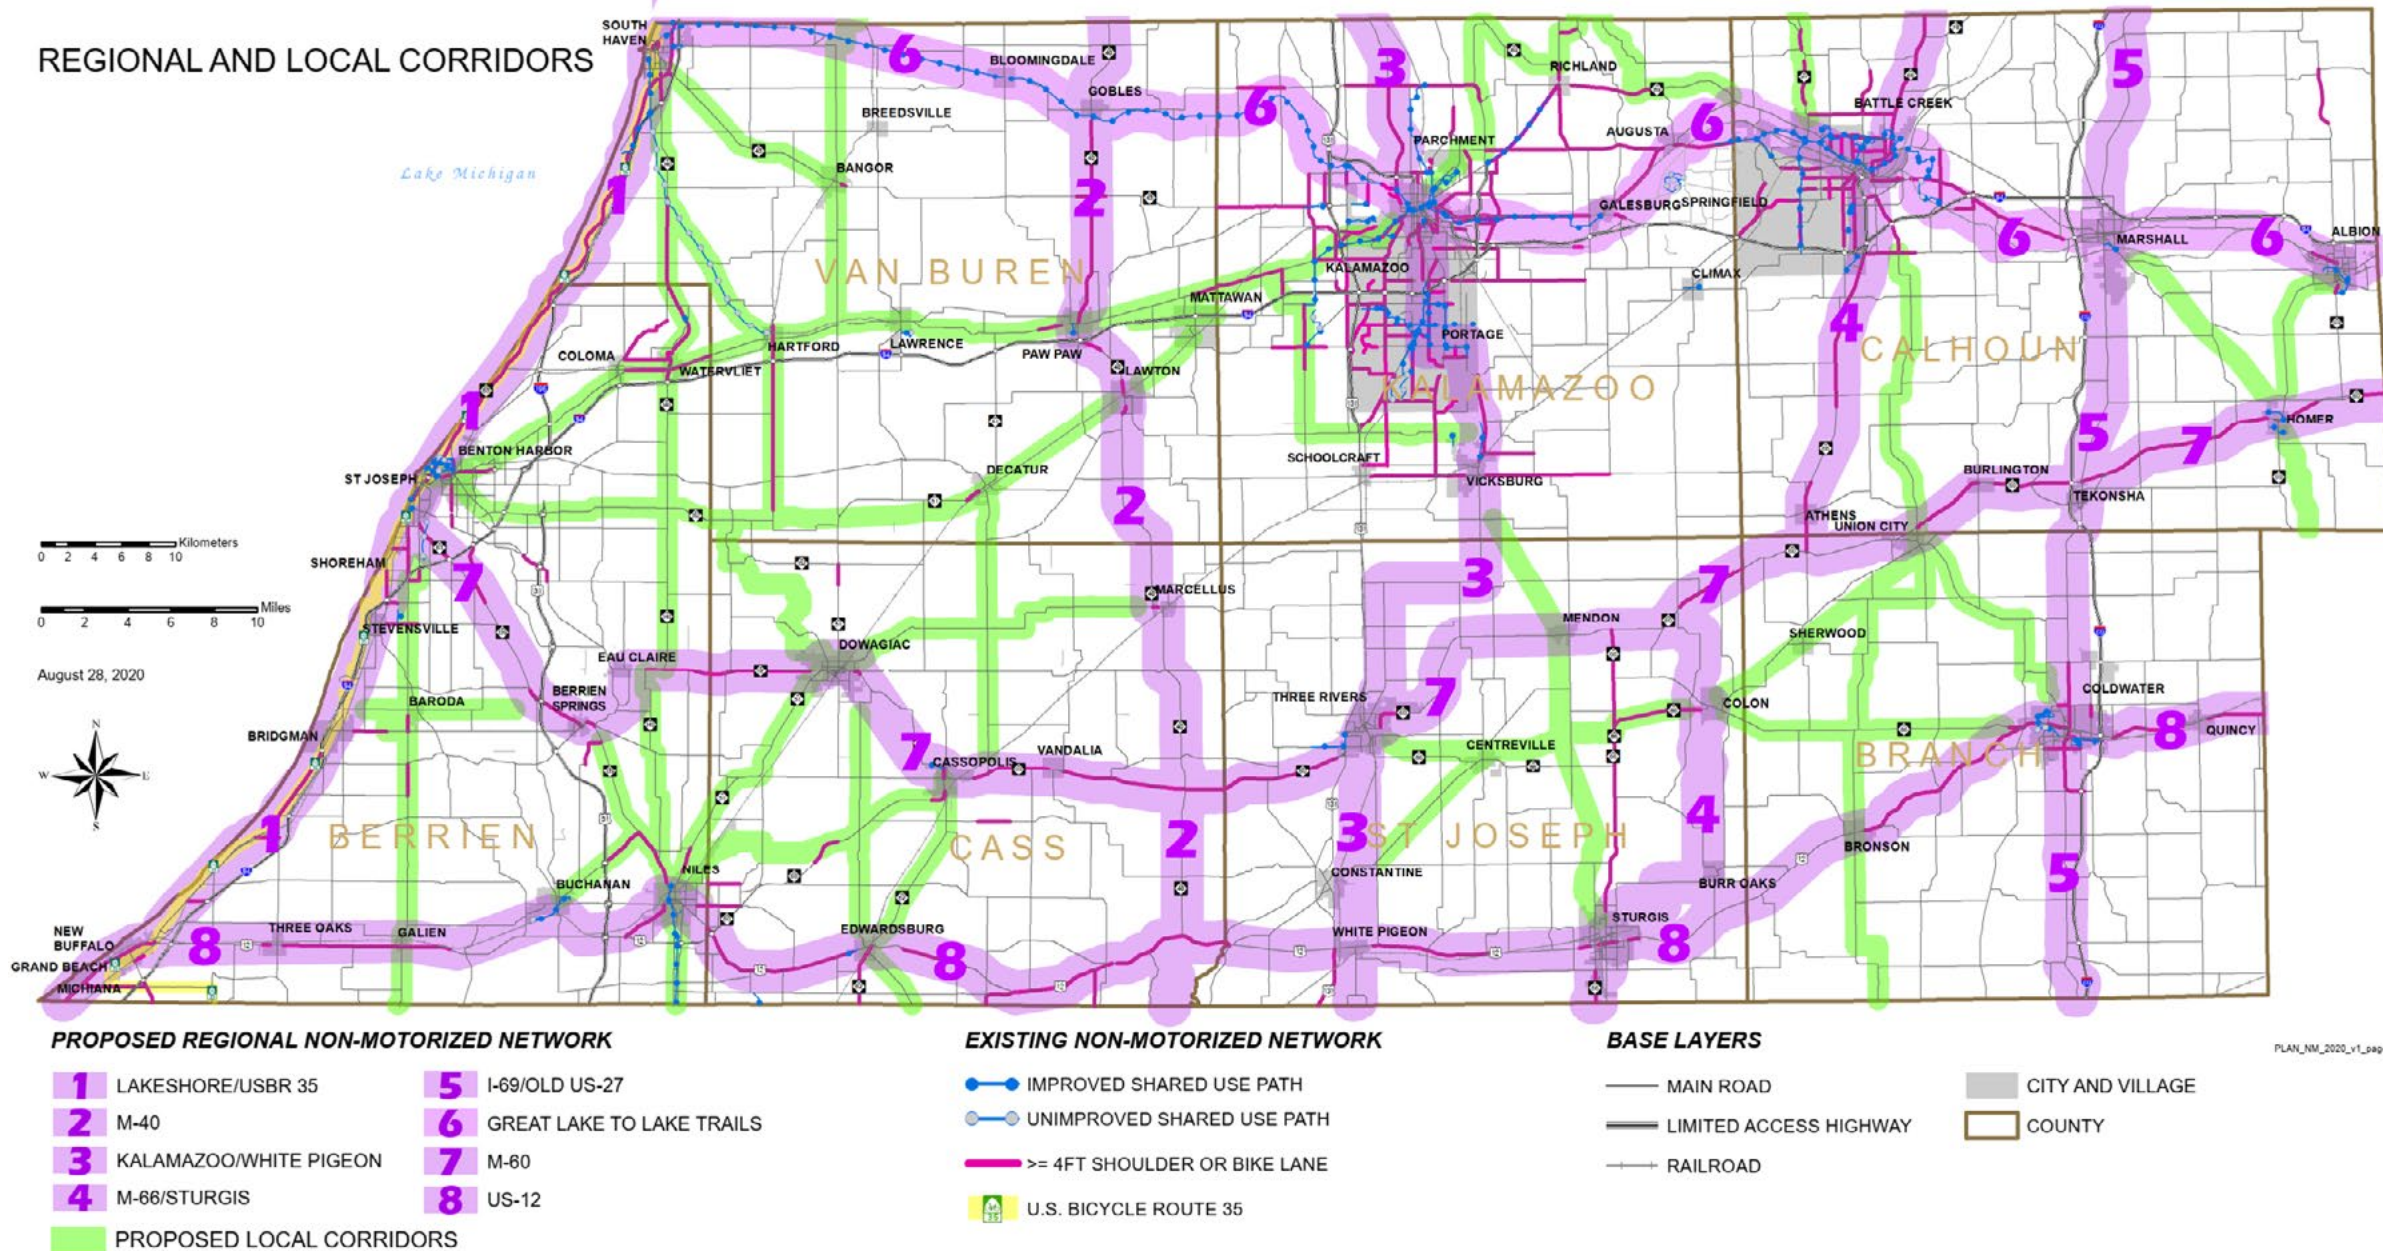 REGIONAL AND LOCAL CORRIDORS
SOUTH
HAVEN
6
BLOOMINGDALE
GOBLES
BREEDSVILLE
BANGOR
Lake Michigan
1
2
VAN BUREN
3
6
RICHLAND
PARCHMENT
AUGUSTA
6
BATTLE CREEK
5
GALESBURG
SPRINGFIELD
6
MARSHALL
6
ALBION
KALAMAZOO
MATTAWAN
CLIMAX
4
CALHOUN
PORTAGE
KALAMAZOO
COLOMA
HARTFORD
LAWRENCE
PAW PAW
WATERVLIET
LAWTON
1
BENTON HARBOR
ST JOSEPH
DECATUR
SCHOOLCRAFT
VICKSBURG
2
HOMER
5
7
BURLINGTON
TEKONSHA
ATHENS
UNION CITY
Kilometers
0 2 4 6 8 10
Miles
0 2 4 6 8 10
August 28, 2020
N
W
E
S
SHOREHAM
7
STEVENSVILLE
MARCELLUS
3
7
MENDON
SHERWOOD
DOWAGIAC
EAU CLAIRE
BERRIEN
SPRINGS
BARODA
BRIDGMAN
THREE RIVERS
7
COLON
COLDWATER
CENTREVILLE
BRANCH
8
QUINCY
7
CASSOPOLIS
VANDALIA
1
BERRIEN
CASS
2
3
ST JOSEPH
4
BRONSON
5
CONSTANTINE
BURR OAKS
BUCHANAN
NILES
NEW
BUFFALO
8
THREE OAKS
GALIEN
EDWARDSBURG
8
WHITE PIGEON
STURGIS
8
GRAND BEACH
MICHIANA
PROPOSED REGIONAL NON-MOTORIZED NETWORK
1 LAKESHORE/USBR 35
2 M-40
3 KALAMAZOO/WHITE PIGEON
4 M-66/STURGIS
PROPOSED LOCAL CORRIDORS
5 I-69/OLD US-27
6 GREAT LAKE TO LAKE TRAILS
7 M-60
8 US-12
EXISTING NON-MOTORIZED NETWORK
IMPROVED SHARED USE PATH
UNIMPROVED SHARED USE PATH
>= 4FT SHOULDER OR BIKE LANE
U.S. BICYCLE ROUTE 35
BASE LAYERS
MAIN ROAD
LIMITED ACCESS HIGHWAY
RAILROAD
CITY AND VILLAGE
COUNTY
PLAN_NM_2020_v1_pag